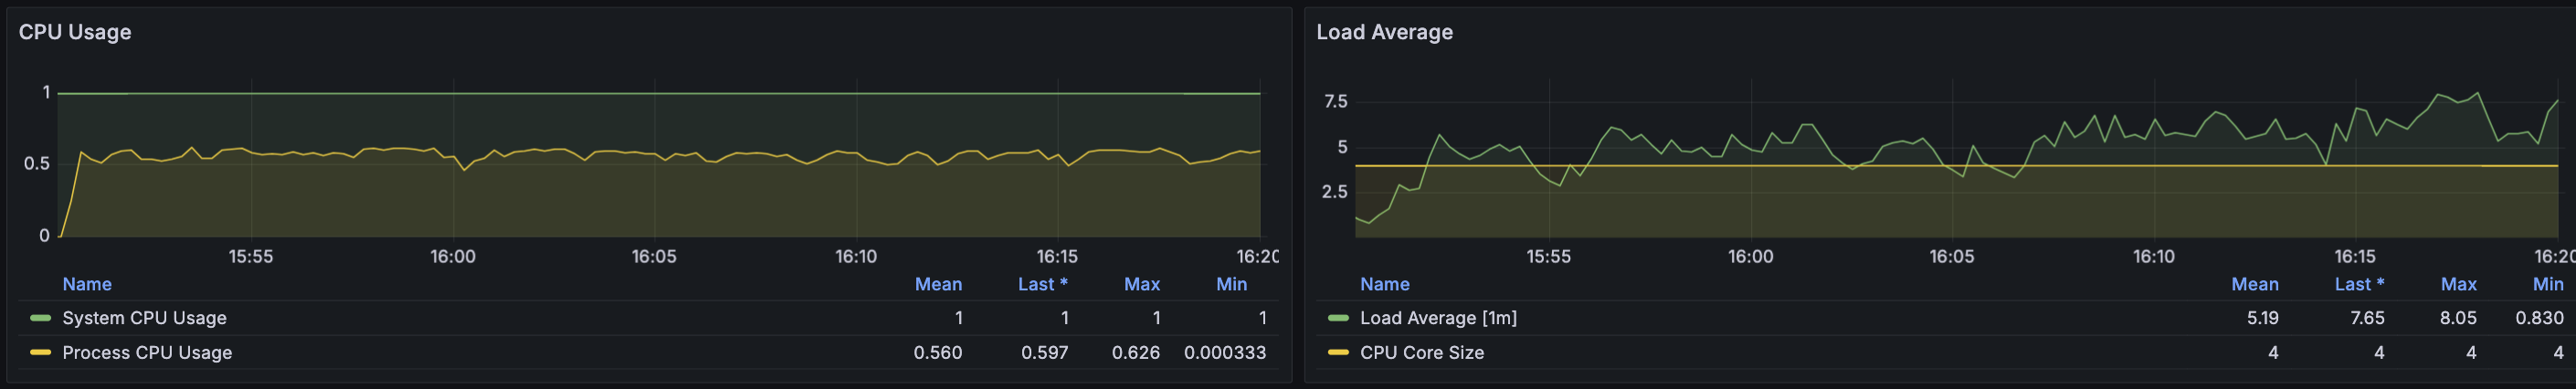 CPU Usage
1
0.5
0
15:55 16:00 16:05 16:10 16:15 16:20
Name Mean Last * Max Min
System CPU Usage 1 1 1 1
Process CPU Usage 0.560 0.597 0.626 0.000333
Load Average
7.5
5
2.5
15:55 16:00 16:05 16:10 16:15 16:20
Name Mean Last * Max Min
Load Average [1m] 5.19 7.65 8.05 0.830
CPU Core Size 4 4 4 4